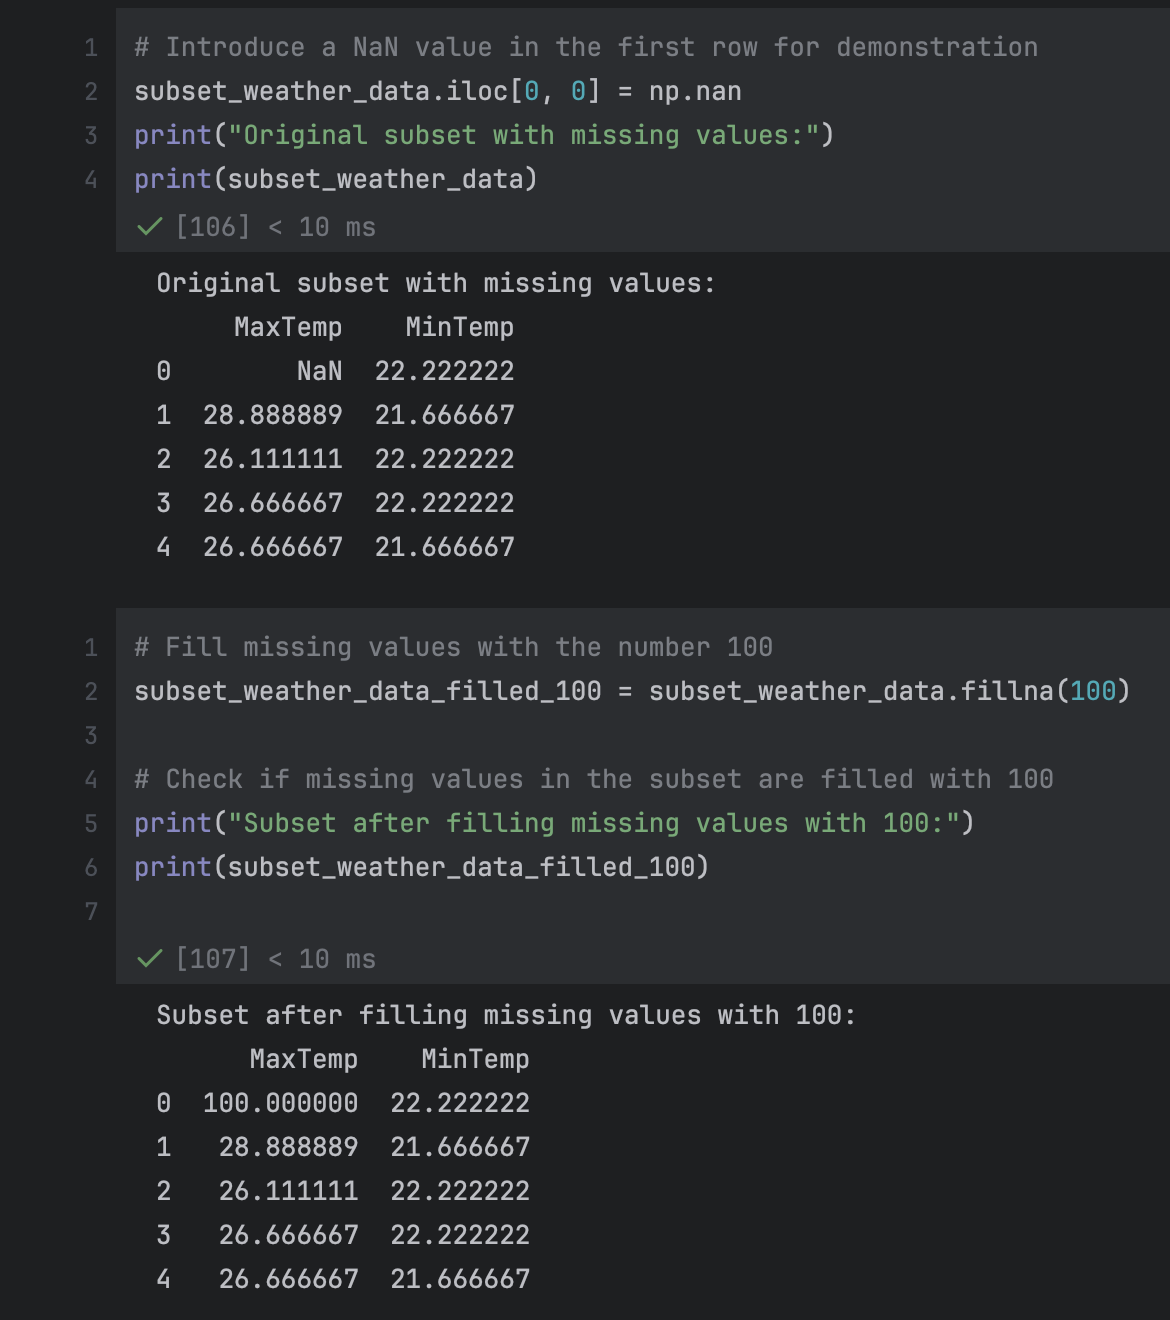 1 # Introduce a NaN value in the first row for demonstration
2 subset_weather_data.iloc[0, 0] = np.nan
3 print("Original subset with missing values:")
4 print(subset_weather_data)
✓ [106] < 10 ms
Original subset with missing values:
     MaxTemp    MinTemp
0        NaN  22.222222
1  28.888889  21.666667
2  26.111111  22.222222
3  26.666667  22.222222
4  26.666667  21.666667
1 # Fill missing values with the number 100
2 subset_weather_data_filled_100 = subset_weather_data.fillna(100)
3
4 # Check if missing values in the subset are filled with 100
5 print("Subset after filling missing values with 100:")
6 print(subset_weather_data_filled_100)
7
✓ [107] < 10 ms
Subset after filling missing values with 100:
      MaxTemp    MinTemp
0  100.000000  22.222222
1   28.888889  21.666667
2   26.111111  22.222222
3   26.666667  22.222222
4   26.666667  21.666667